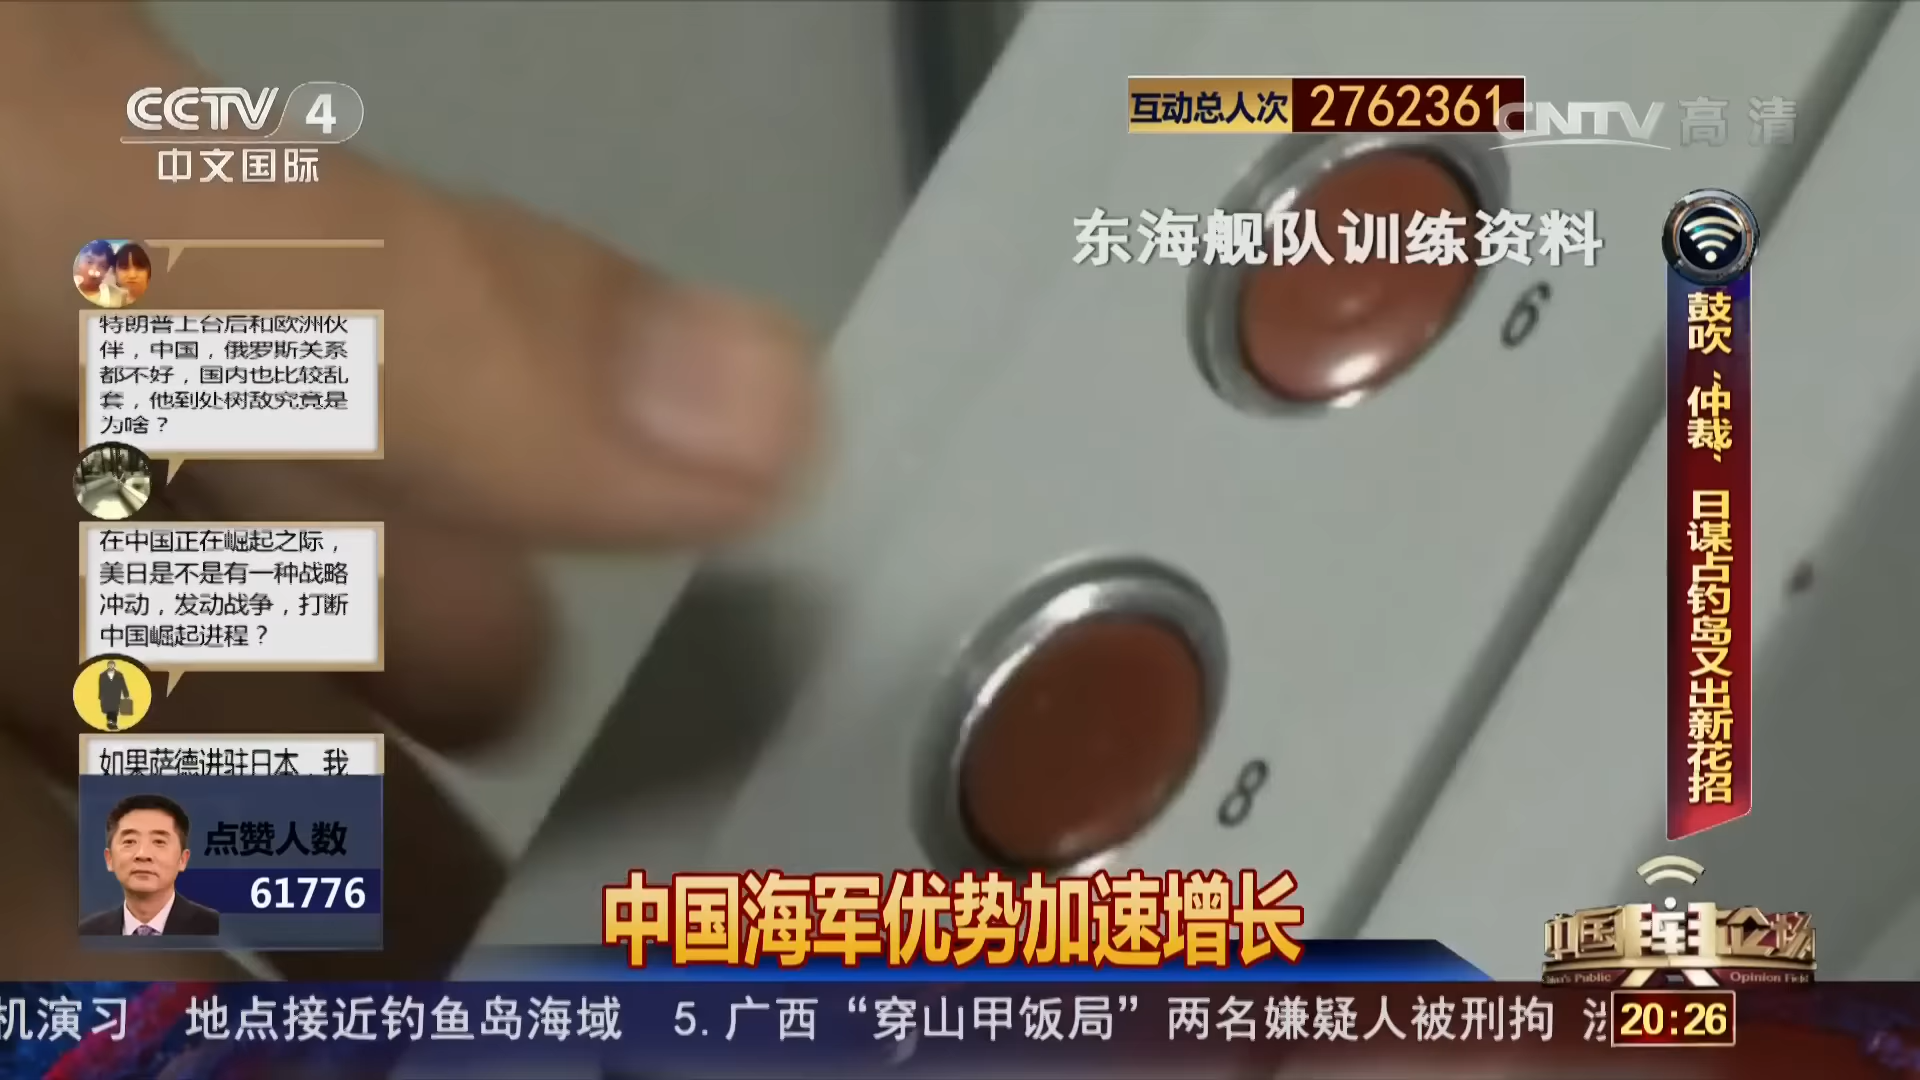 CCTV 4
中文国际
互动总人次 2762361
CNTV 高清
东海舰队训练资料
6
8
特朗普上台后和欧洲伙
伴，中国，俄罗斯关系
都不好，国内也比较乱
套，他到处树敌究竟是
为啥？
在中国正在崛起之际，
美日是不是有一种战略
冲动，发动战争，打断
中国崛起进程？
如果萨德进驻日本，我
点赞人数
61776
鼓吹“仲裁” 日谋占钓岛又出新花招
中国海军优势加速增长
中国舆论场
China's Public Opinion Field
机演习 地点接近钓鱼岛海域 5.广西“穿山甲饭局”两名嫌疑人被刑拘 涉
20:26